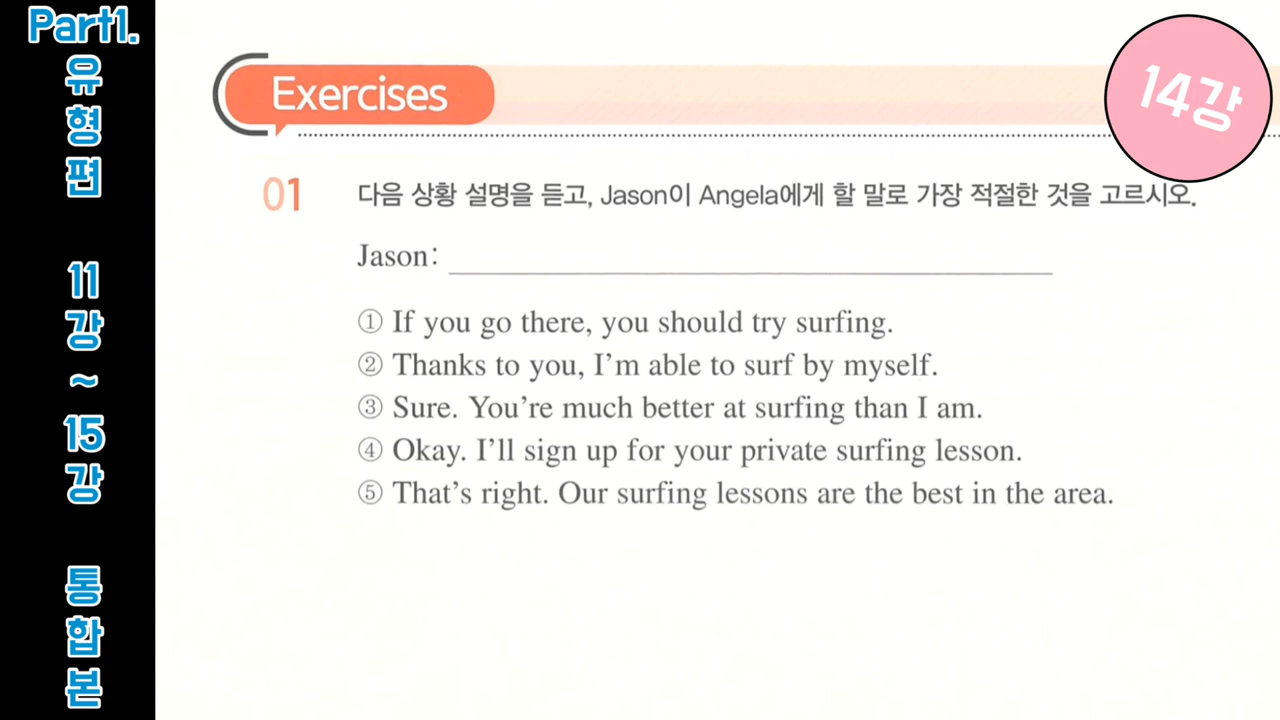 Part1.
유
형
편
11
강
~
15
강
통
합
본
Exercises
14강
01 다음 상황 설명을 듣고, Jason이 Angela에게 할 말로 가장 적절한 것을 고르시오.
Jason:
① If you go there, you should try surfing.
② Thanks to you, I'm able to surf by myself.
③ Sure. You're much better at surfing than I am.
④ Okay. I'll sign up for your private surfing lesson.
⑤ That's right. Our surfing lessons are the best in the area.